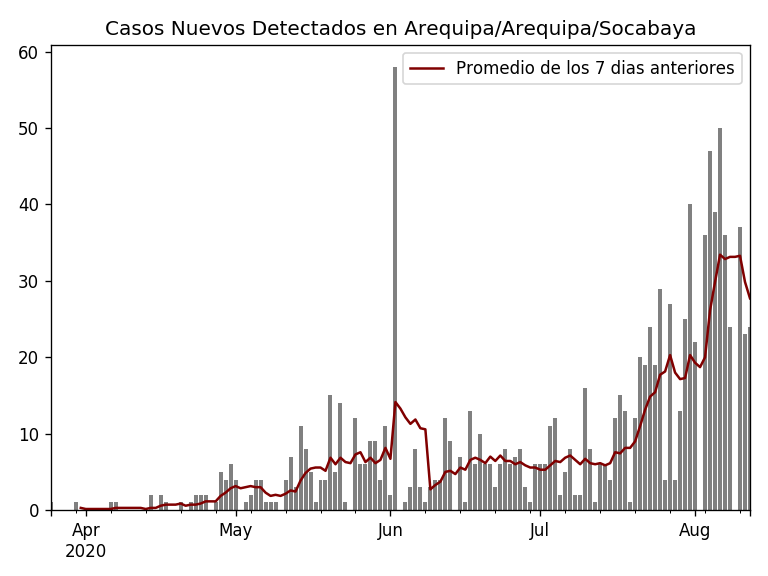 Casos Nuevos Detectados en Arequipa/Arequipa/Socabaya
Promedio de los 7 dias anteriores
60
50
40
30
20
10
0
Apr
2020
May
Jun
Jul
Aug